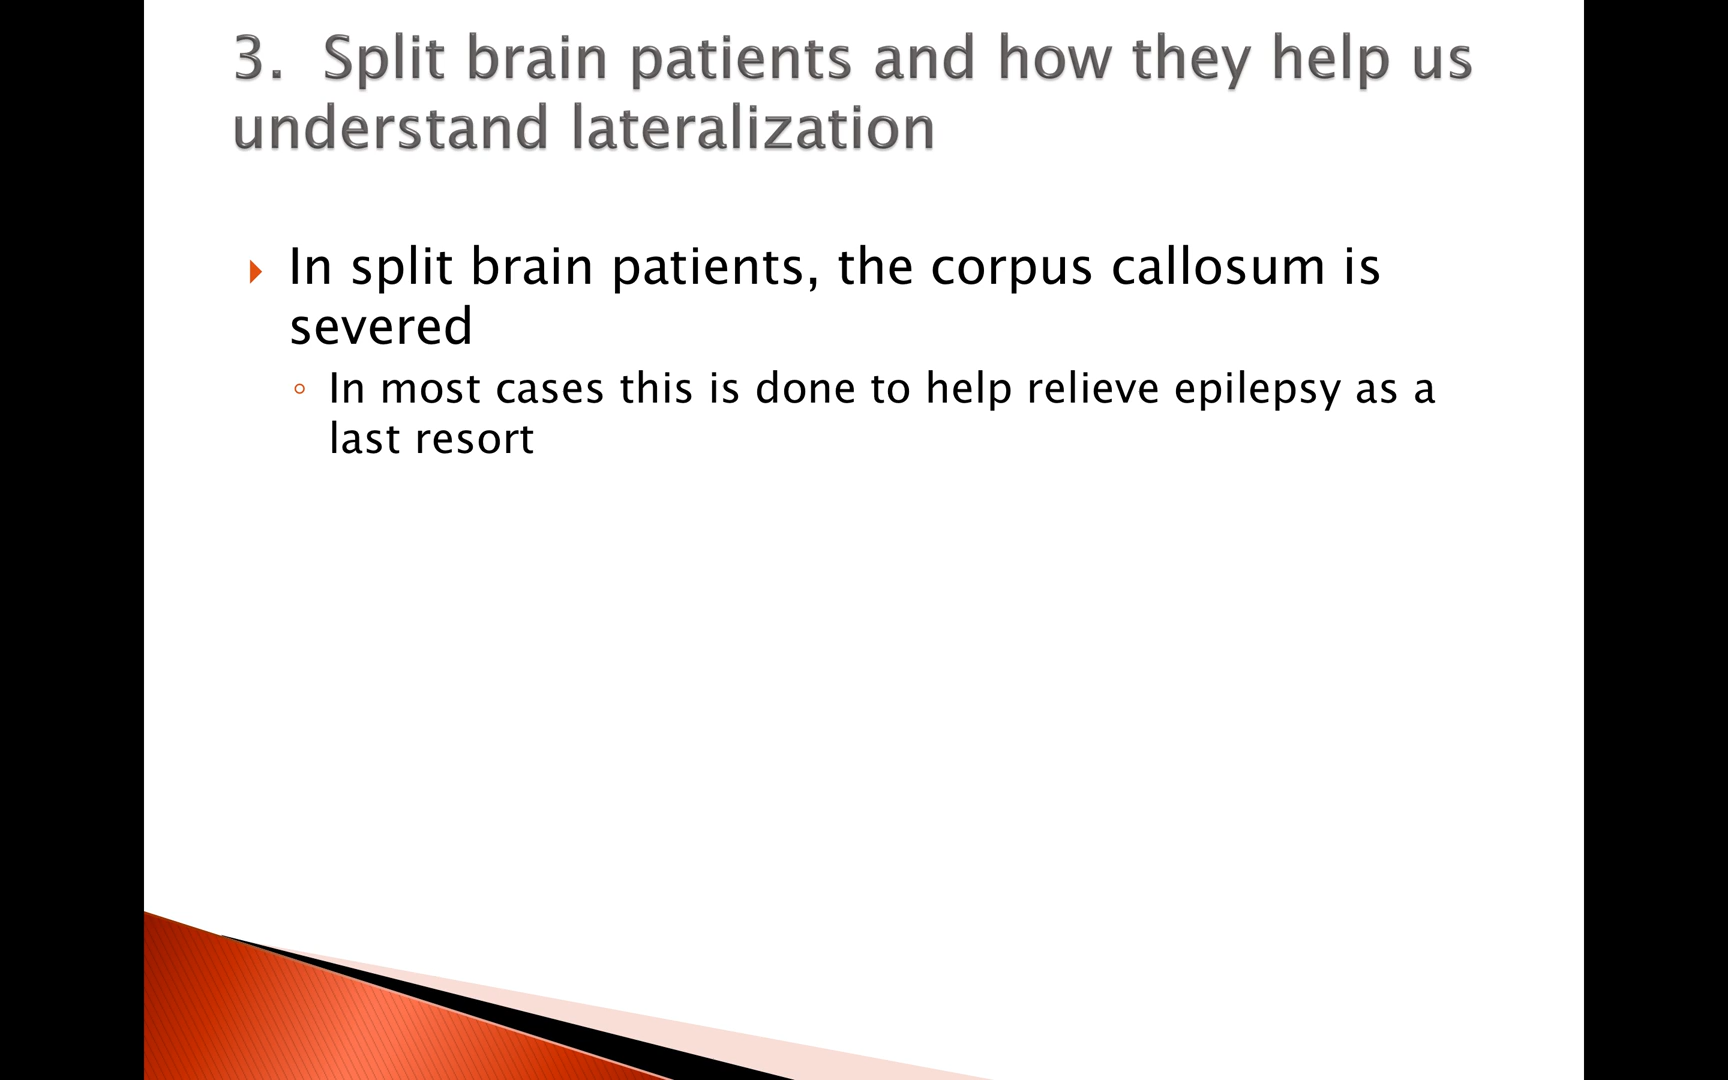 3. Split brain patients and how they help us
understand lateralization
In split brain patients, the corpus callosum is
severed
In most cases this is done to help relieve epilepsy as a
last resort